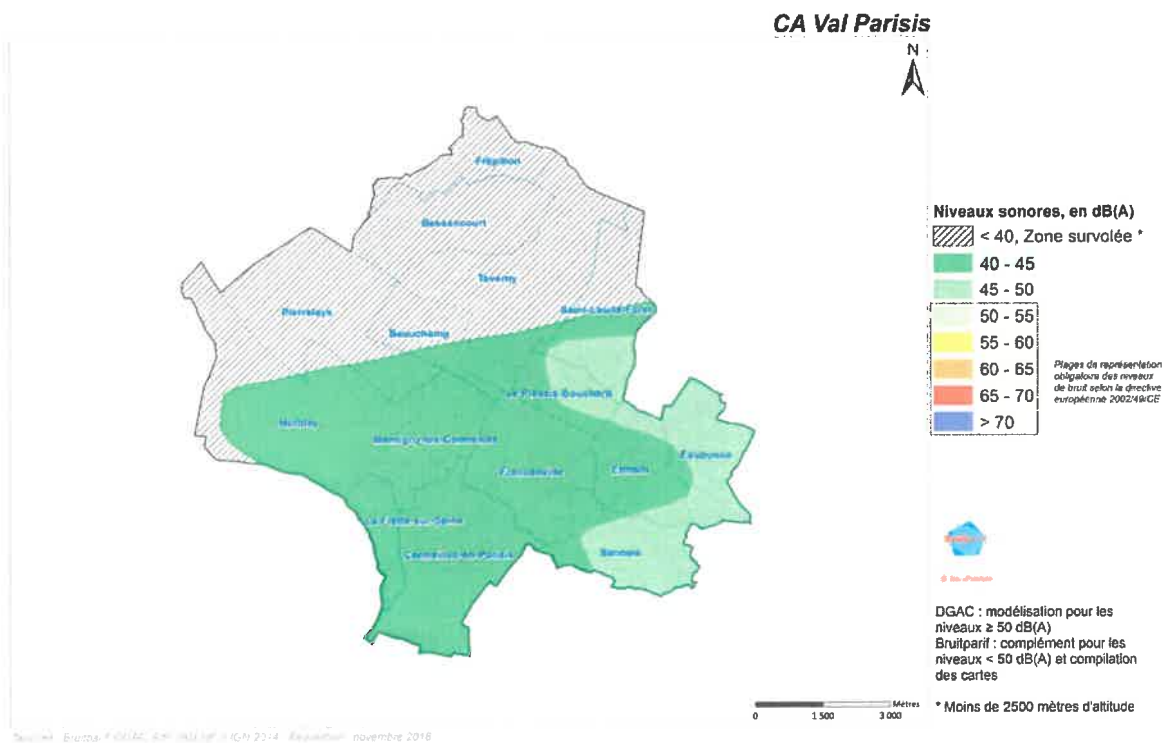 CA Val Parisis
N
Frépillon
Bessancourt
Taverny
Pierrelaye
Saint-Leu-la-Forêt
Beauchamp
Le Plessis-Bouchard
Herblay
Montigny-lès-Cormeilles
Franconville
Ermont
Eaubonne
La Frette-sur-Seine
Cormeilles-en-Parisis
Sannois
Niveaux sonores, en dB(A)
< 40, Zone survolée *
40 - 45
45 - 50
50 - 55
55 - 60
60 - 65
65 - 70
> 70
Plages de représentation
obligatoire des niveaux
de bruit selon la directive
européenne 2002/49/CE
DGAC : modélisation pour les
niveaux ≥ 50 dB(A)
Bruitparif : complément pour les
niveaux < 50 dB(A) et compilation
des cartes
* Moins de 2500 mètres d'altitude
Mètres
0 1 500 3 000
IGN 2014 novembre 2018